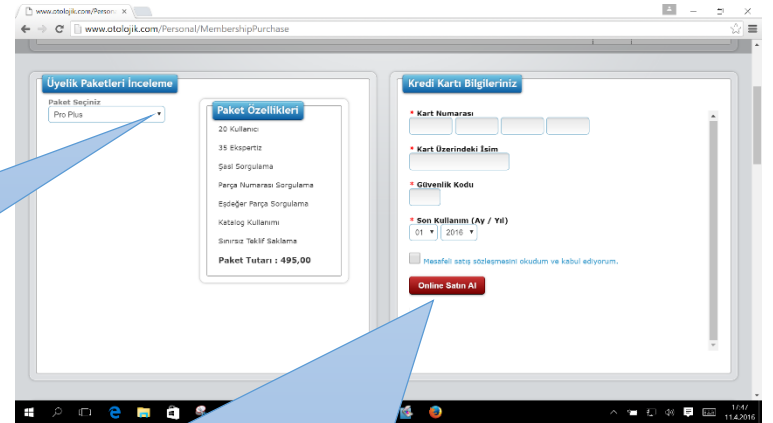 www.otolojik.com/Person
www.otolojik.com/Personal/MembershipPurchase
Üyelik Paketleri İnceleme
Paket Seçiniz
Pro Plus
Paket Özellikleri
20 Kullanıcı
35 Ekspertiz
Şasi Sorgulama
Parça Numarası Sorgulama
Eşdeğer Parça Sorgulama
Katalog Kullanımı
Sınırsız Teklif Saklama
Paket Tutarı : 495,00
Kredi Kartı Bilgileriniz
* Kart Numarası
* Kart Üzerindeki İsim
* Güvenlik Kodu
* Son Kullanım (Ay / Yıl)
01 2016
Mesafeli satış sözleşmesini okudum ve kabul ediyorum.
Online Satın Al
17:47
11.4.2016